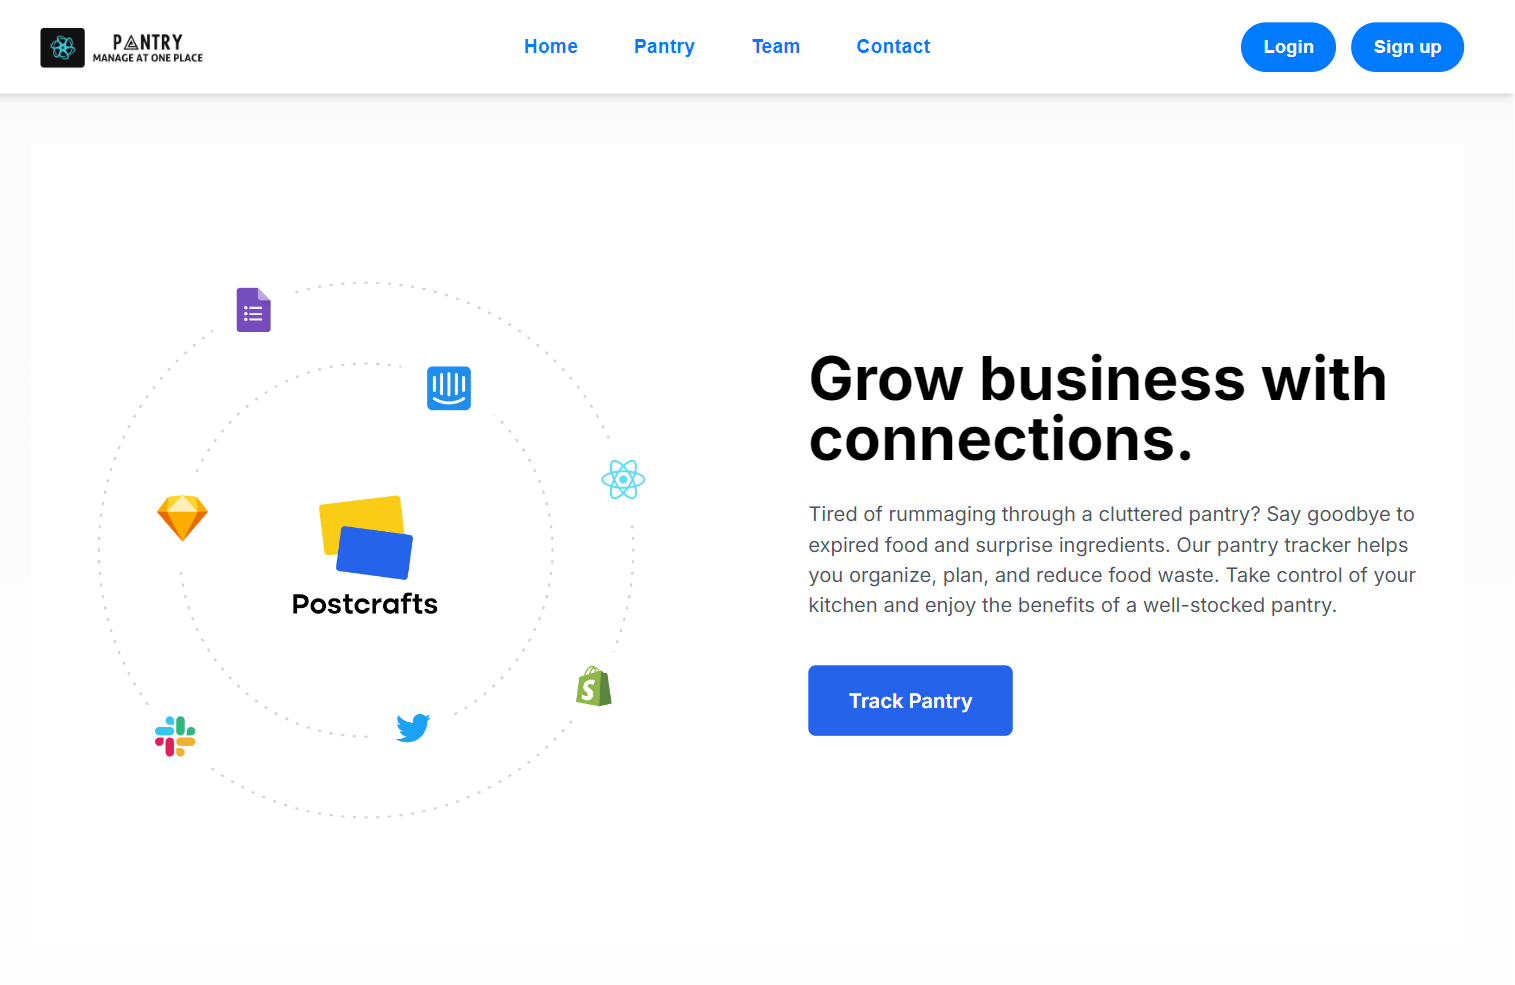 PANTRY
MANAGE AT ONE PLACE
Home
Pantry
Team
Contact
Login
Sign up
Postcrafts
Grow business with
connections.
Tired of rummaging through a cluttered pantry? Say goodbye to
expired food and surprise ingredients. Our pantry tracker helps
you organize, plan, and reduce food waste. Take control of your
kitchen and enjoy the benefits of a well-stocked pantry.
Track Pantry